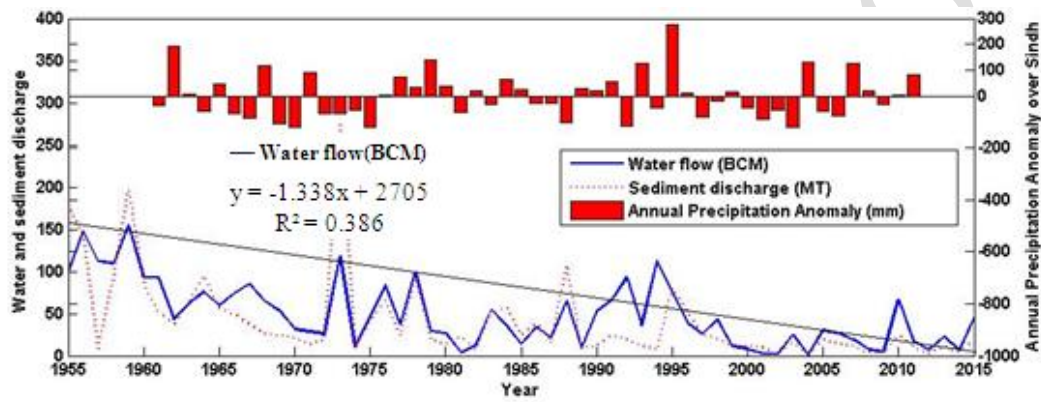 400 350 300 250 200 150 100 50 0
Water and sediment discharge
300 200 100 0 -200 -400 -600 -800 -1000
Annual Precipitation Anomaly over Sindh
Water flow(BCM)
y = -1.338x + 2705
R² = 0.386
Water flow (BCM)
Sediment discharge (MT)
Annual Precipitation Anomaly (mm)
1955 1960 1965 1970 1975 1980 1985 1990 1995 2000 2005 2010 2015
Year